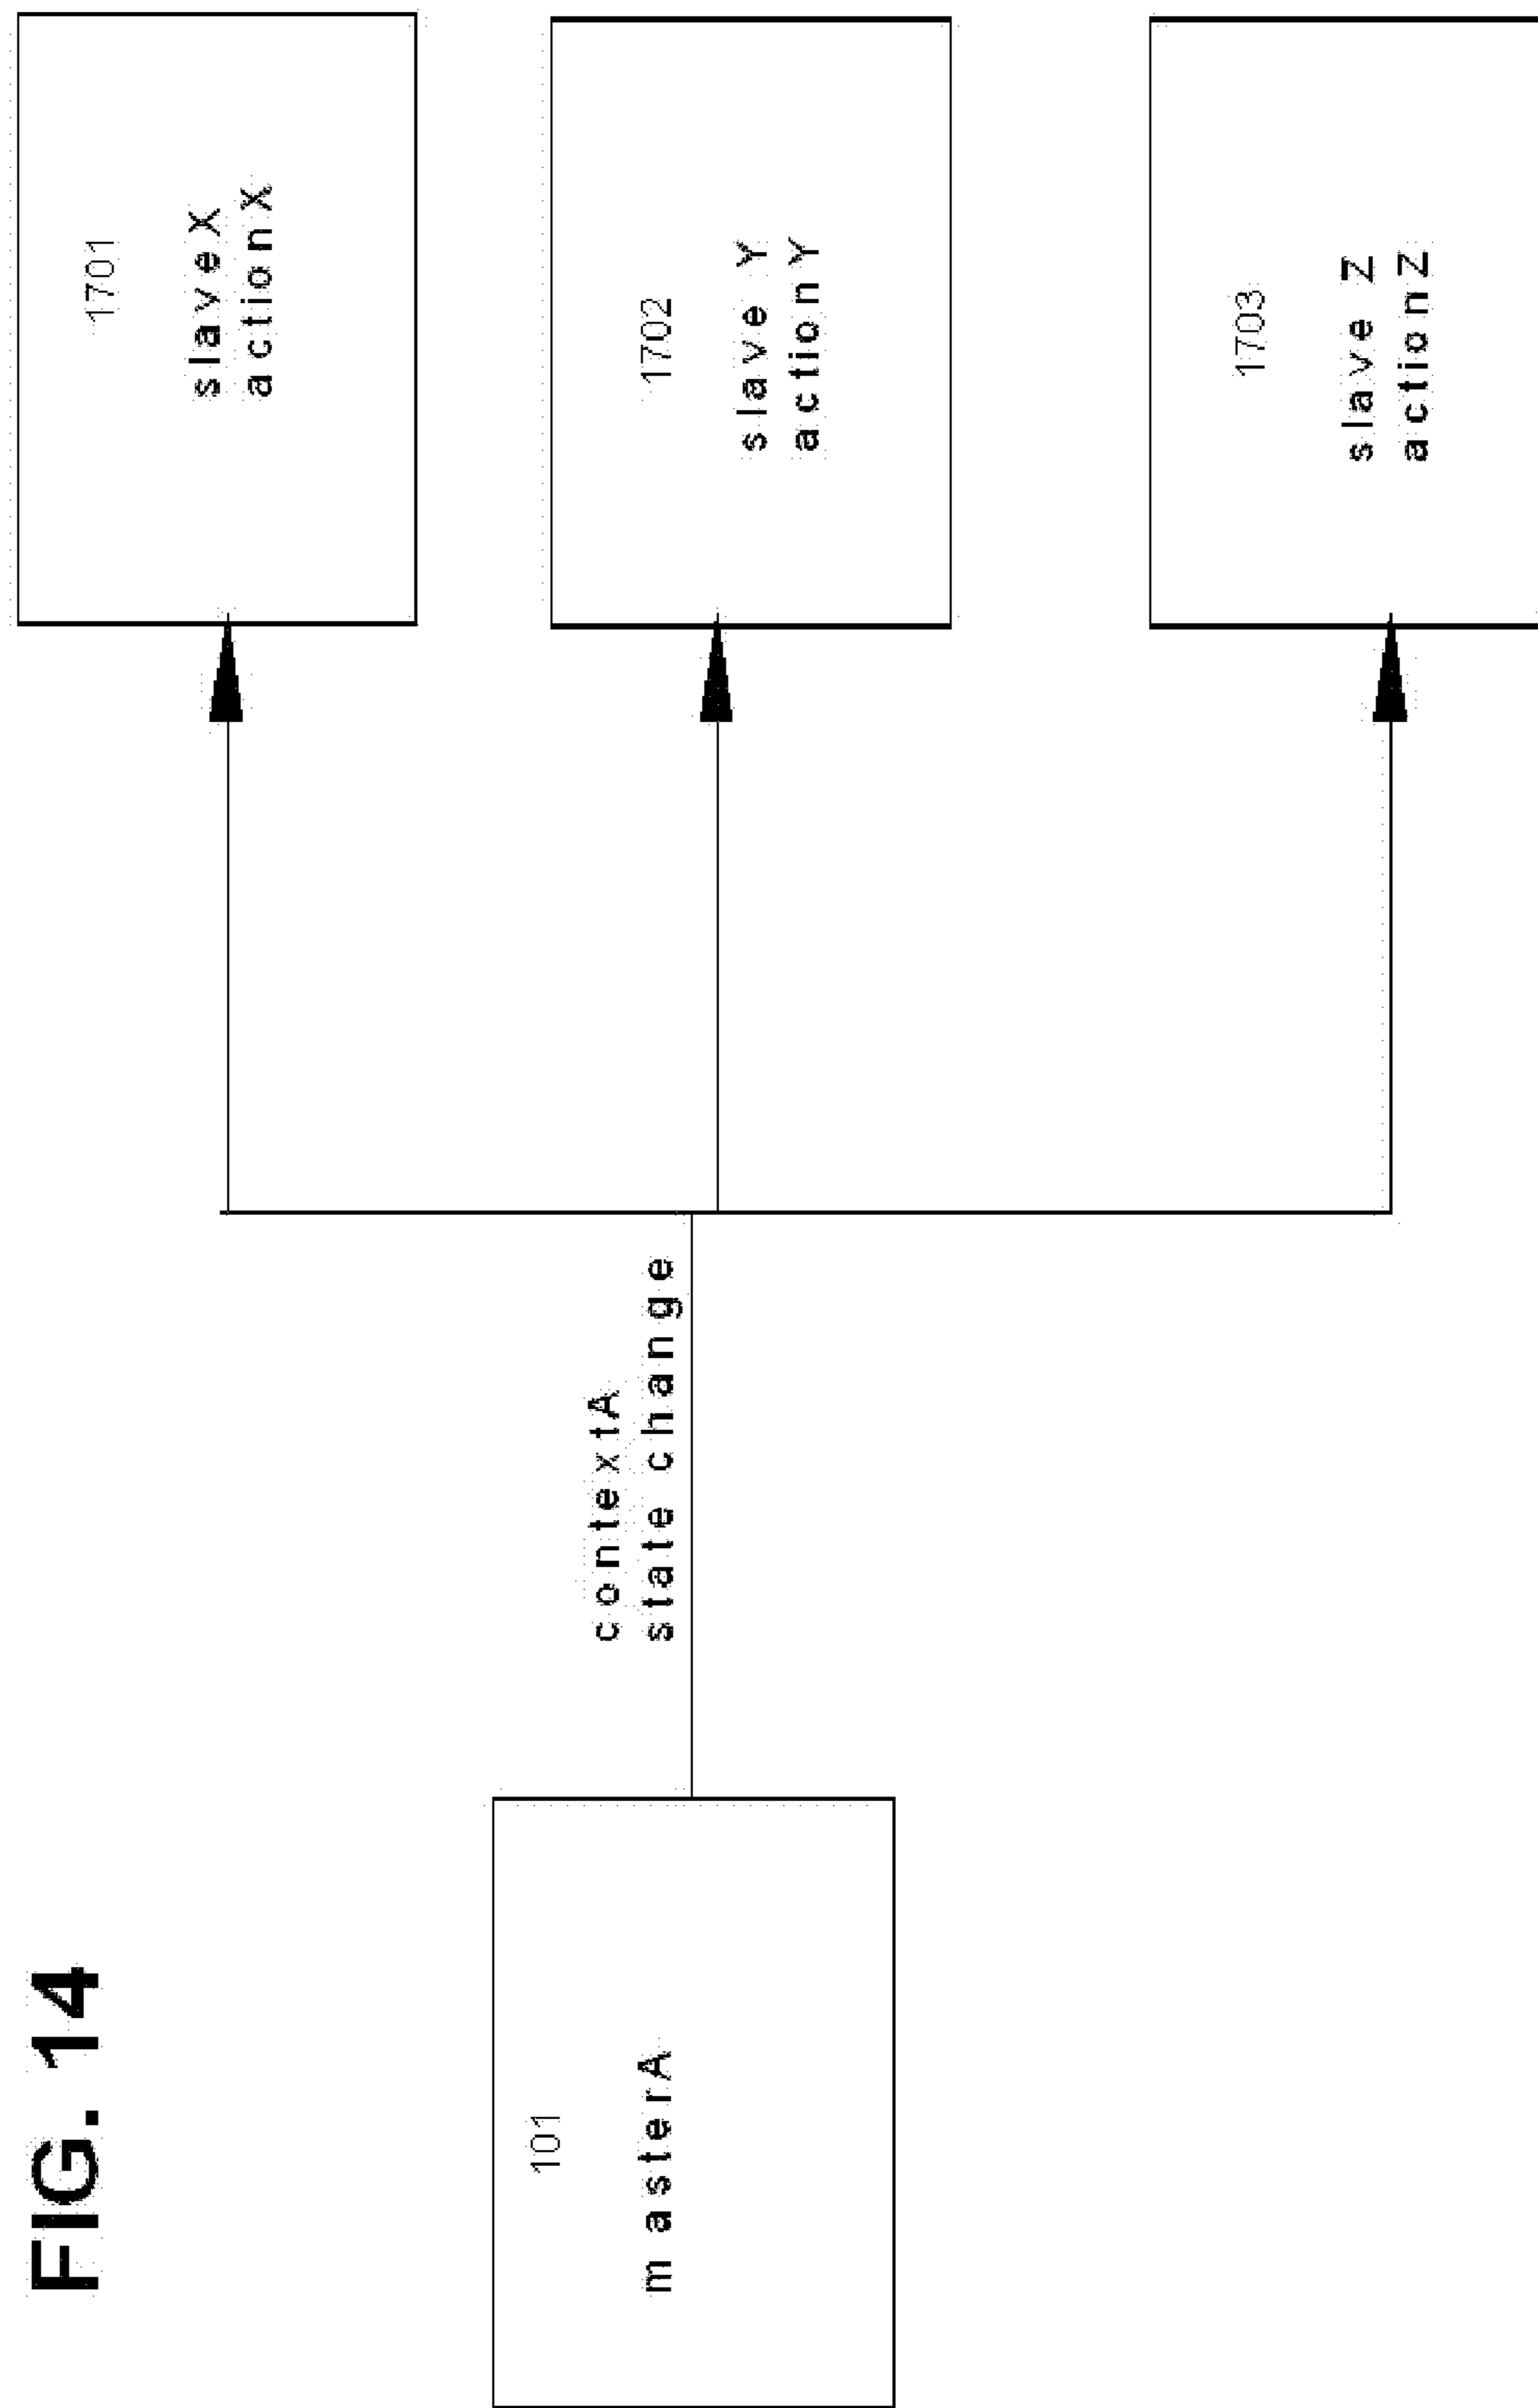 FIG. 14
101
masterA
contextA
state change
1701
slaveX
actionX
1702
slave Y
actionY
1703
slave Z
actionZ